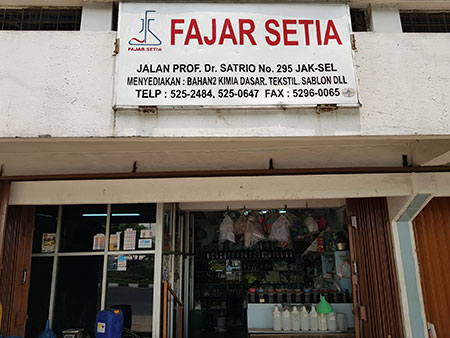 FAJAR SETIA
FAJAR SETIA
JALAN PROF. Dr. SATRIO No. 295 JAK-SEL
MENYEDIAKAN : BAHAN2 KIMIA DASAR, TEKSTIL, SABLON DLL
TELP : 525-2484, 525-0647 FAX : 5296-0065